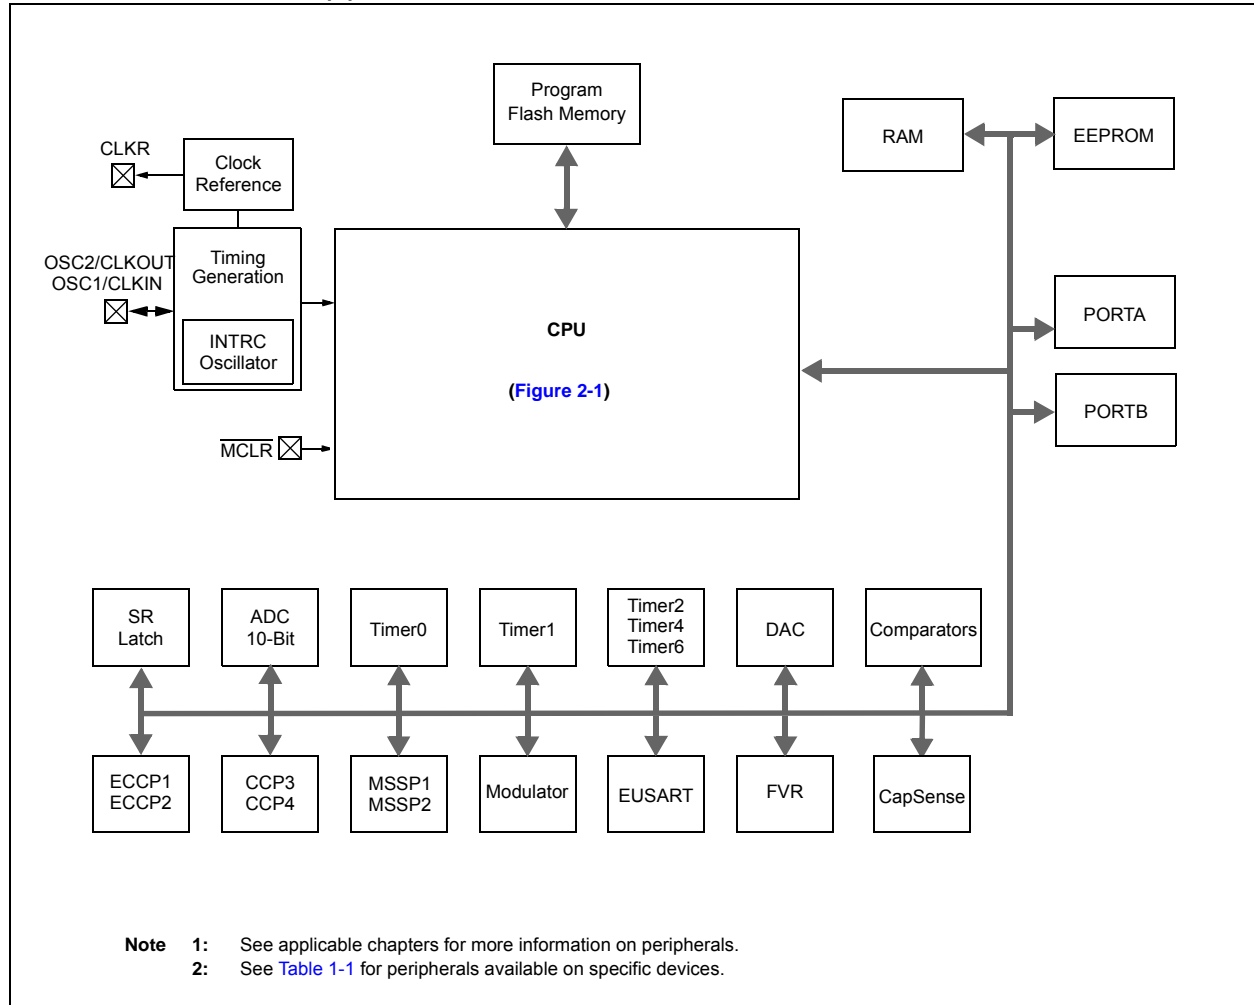 Program
Flash Memory
RAM
EEPROM
CLKR
Clock
Reference
OSC2/CLKOUT
OSC1/CLKIN
Timing
Generation
INTRC
Oscillator
MCLR
CPU
(Figure 2-1)
PORTA
PORTB
SR
Latch
ADC
10-Bit
Timer0
Timer1
Timer2
Timer4
Timer6
DAC
Comparators
ECCP1
ECCP2
CCP3
CCP4
MSSP1
MSSP2
Modulator
EUSART
FVR
CapSense
Note 1: See applicable chapters for more information on peripherals.
2: See Table 1-1 for peripherals available on specific devices.